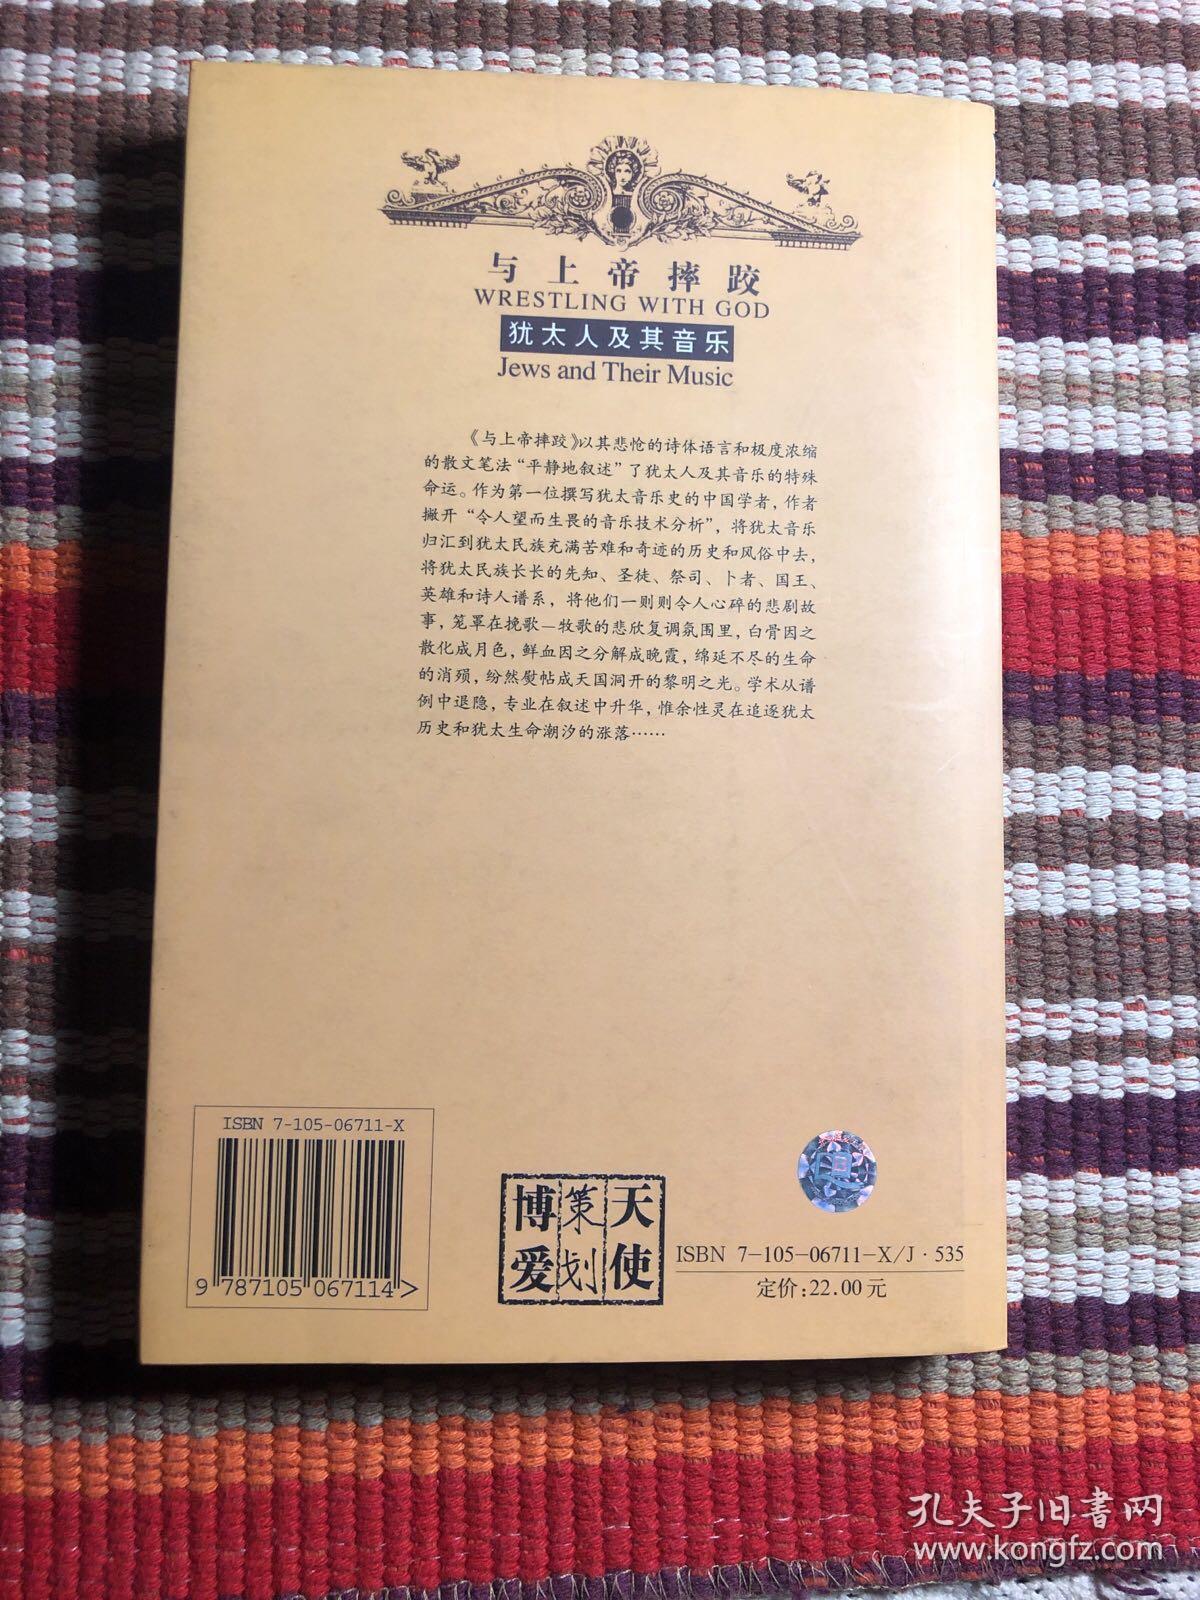 与上帝摔跤
WRESTLING WITH GOD
犹太人及其音乐
Jews and Their Music
《与上帝摔跤》以其悲怆的诗体语言和极度浓缩
的散文笔法“平静地叙述”了犹太人及其音乐的特殊
命运。作为第一位撰写犹太音乐史的中国学者，作者
撇开“令人望而生畏的音乐技术分析”，将犹太音乐
归汇到犹太民族充满苦难和奇迹的历史和风俗中去，
将犹太民族长长的先知、圣徒、祭司、卜者、国王、
英雄和诗人谱系，将他们一则则令人心碎的悲剧故
事，笼罩在挽歌—牧歌的悲欣复调氛围里，白骨因之
散化成月色，鲜血因之分解成晚霞，绵延不尽的生命
的消殒，纷然熨帖成天国洞开的黎明之光。学术从谱
例中退隐，专业在叙述中升华，惟余性灵在追逐犹太
历史和犹太生命潮汐的涨落……
ISBN 7-105-06711-X
9 787105 067114 >
天使
策划
博爱
ISBN 7-105-06711-X/J·535
定价:22.00元
孔夫子旧書网
www.kongfz.com